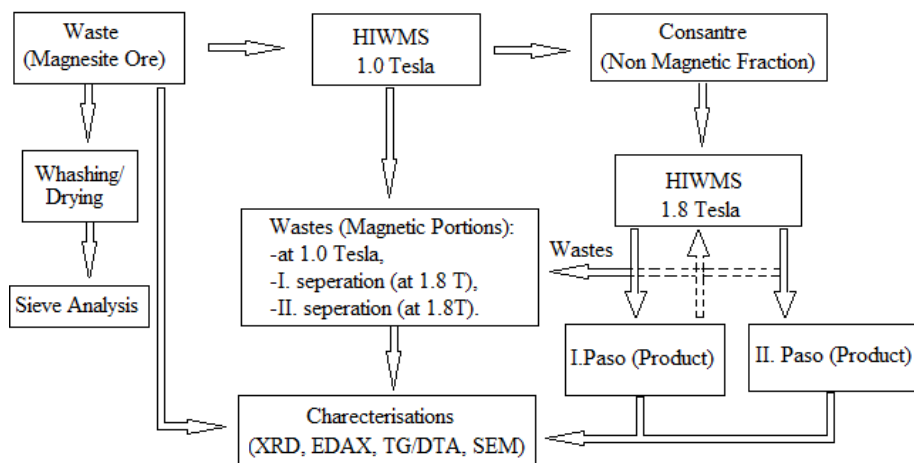 Waste
(Magnesite Ore)
HIWMS
1.0 Tesla
Consantre
(Non Magnetic Fraction)
Whashing/
Drying
HIWMS
1.8 Tesla
Wastes (Magnetic Portions):
-at 1.0 Tesla,
-I. seperation (at 1.8 T),
-II. seperation (at 1.8T).
Wastes
Sieve Analysis
I.Paso (Product)
II. Paso (Product)
Charecterisations
(XRD, EDAX, TG/DTA, SEM)